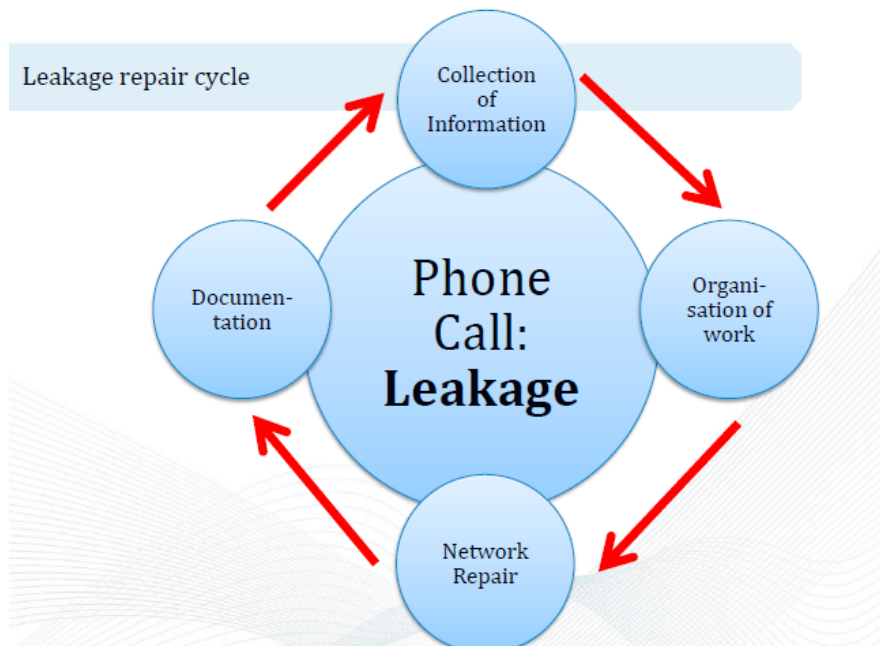 Leakage repair cycle
Collection
of
Information
Organi-
sation of
work
Network
Repair
Documen-
tation
Phone
Call:
Leakage